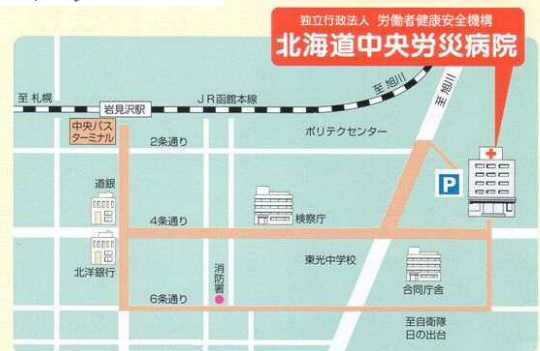 独立行政法人 労働者健康安全機構
北海道中央労災病院
至 札幌
岩見沢駅
JR函館本線
至 旭川
至 旭川
中央バス
ターミナル
2条通り
ポリテクセンター
P
道銀
4条通り
検察庁
北洋銀行
消防署
東光中学校
合同庁舎
6条通り
至自衛隊
日の出台